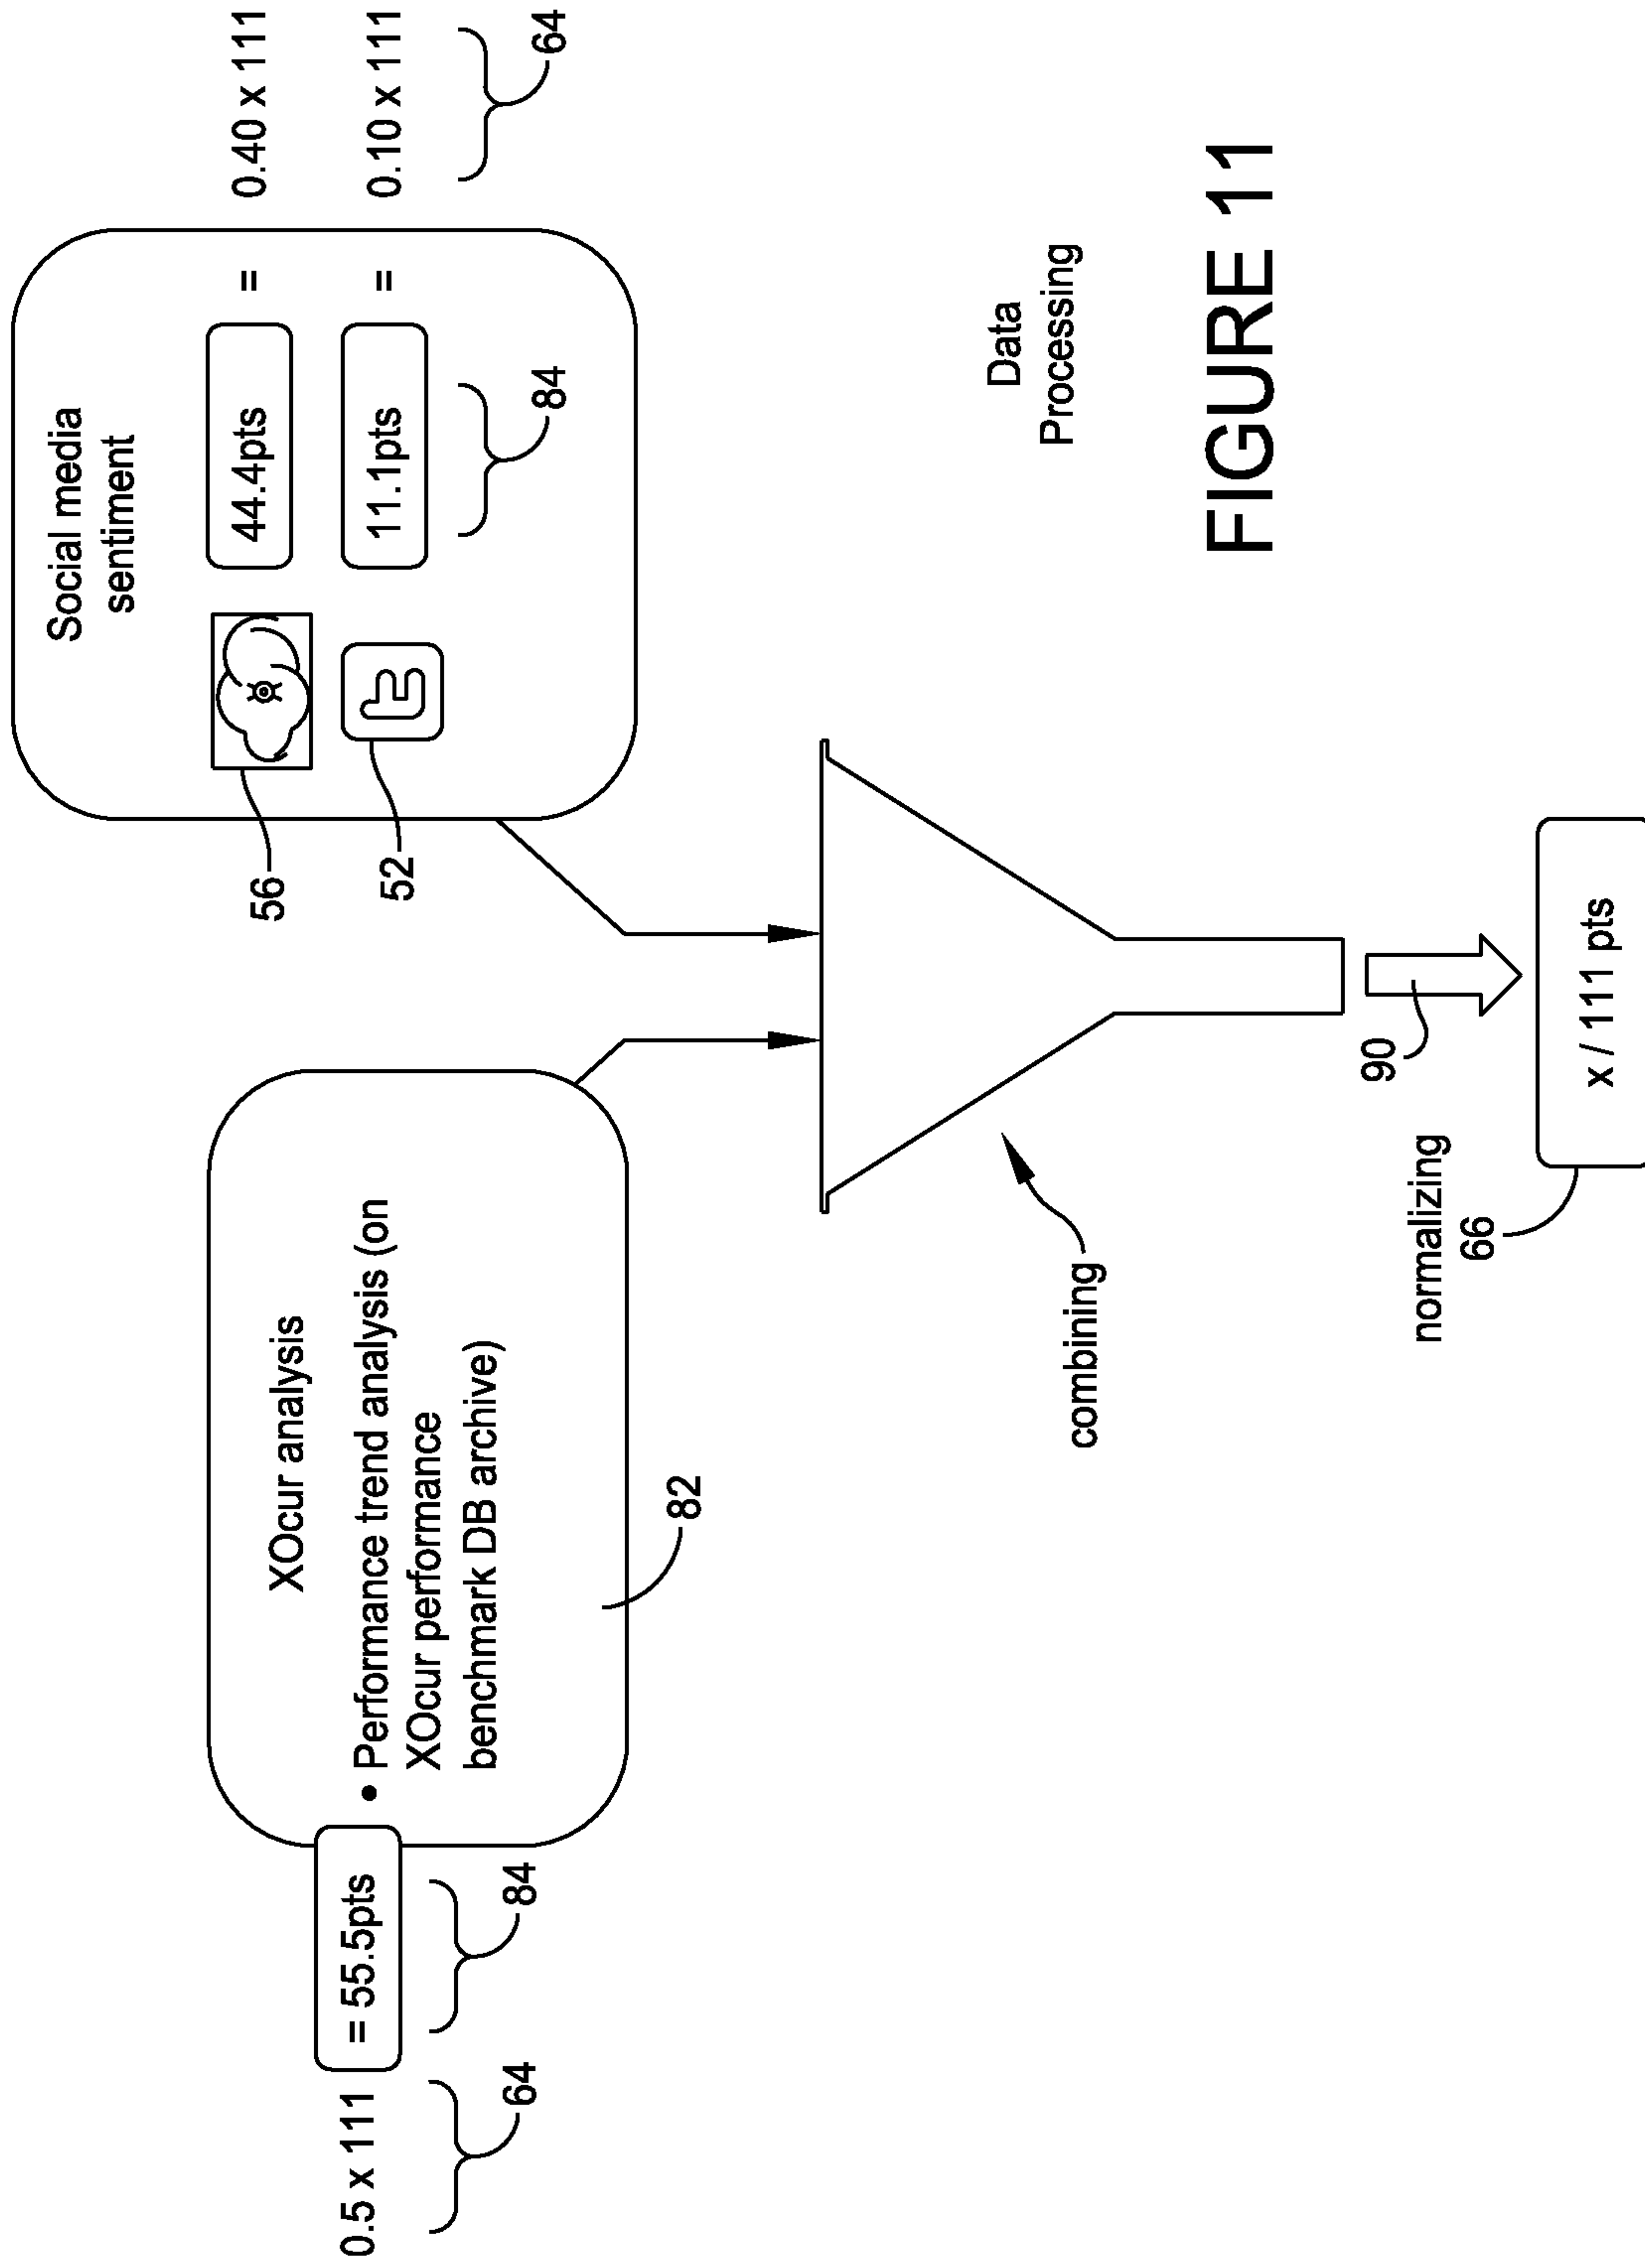 XOcur analysis
0.5 x 111
= 55.5pts
• Performance trend analysis (on
XOcur performance
benchmark DB archive)
64
84
82
Social media
sentiment
44.4pts
=
0.40 x 111
11.1pts
=
0.10 x 111
56
52
84
64
combining
Data
Processing
normalizing
90
66
x / 111 pts
FIGURE 11